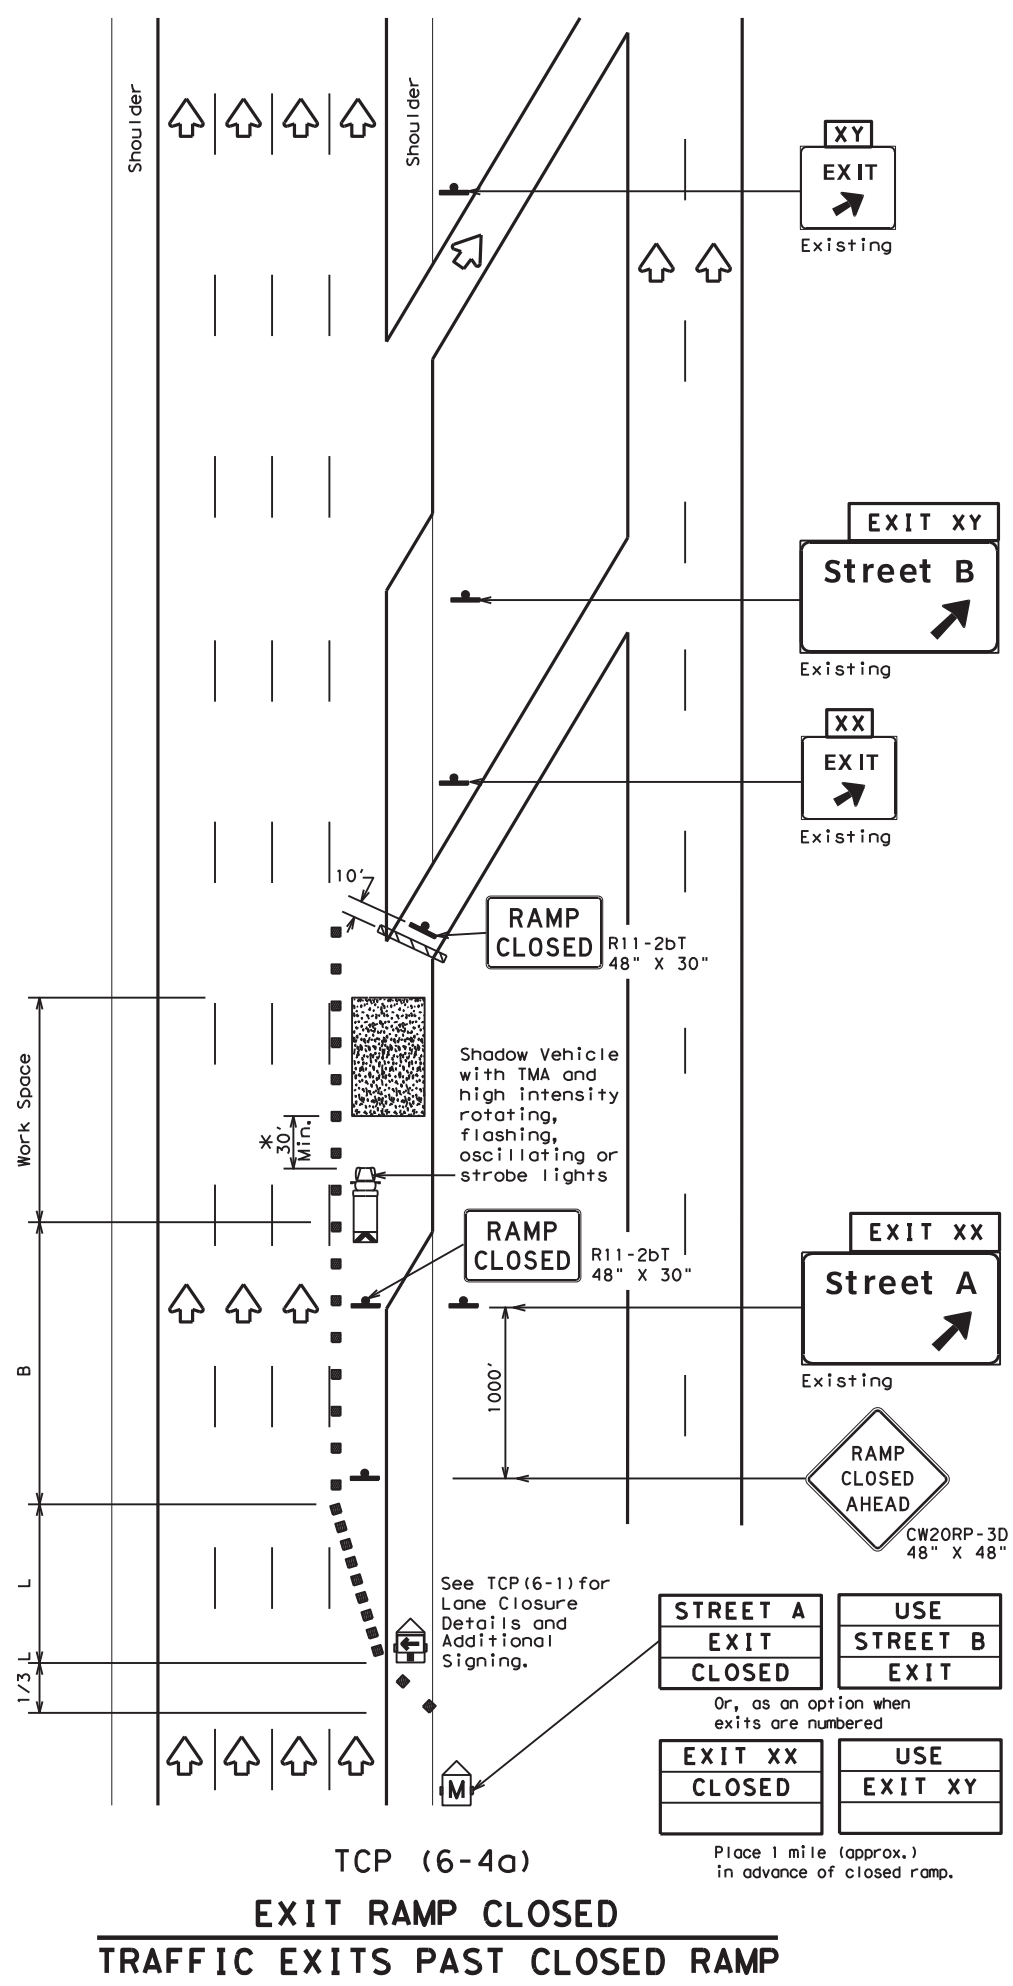 Shoulder
Shoulder
XY
EXIT
Existing
EXIT XY
Street B
Existing
XX
EXIT
Existing
10'
RAMP
CLOSED
R11-2bT
48" X 30"
Work Space
*
30'
Min.
Shadow Vehicle
with TMA and
high intensity
rotating,
flashing,
oscillating or
strobe lights
RAMP
CLOSED
R11-2bT
48" X 30"
EXIT XX
Street A
Existing
B
1000'
RAMP
CLOSED
AHEAD
CW20RP-3D
48" X 48"
L
See TCP(6-1)for
Lane Closure
Details and
Additional
Signing.
1/3 L
STREET A
EXIT
CLOSED
USE
STREET B
EXIT
Or, as an option when
exits are numbered
EXIT XX
CLOSED
USE
EXIT XY
M
Place 1 mile (approx.)
in advance of closed ramp.
TCP (6-4a)
EXIT RAMP CLOSED
TRAFFIC EXITS PAST CLOSED RAMP